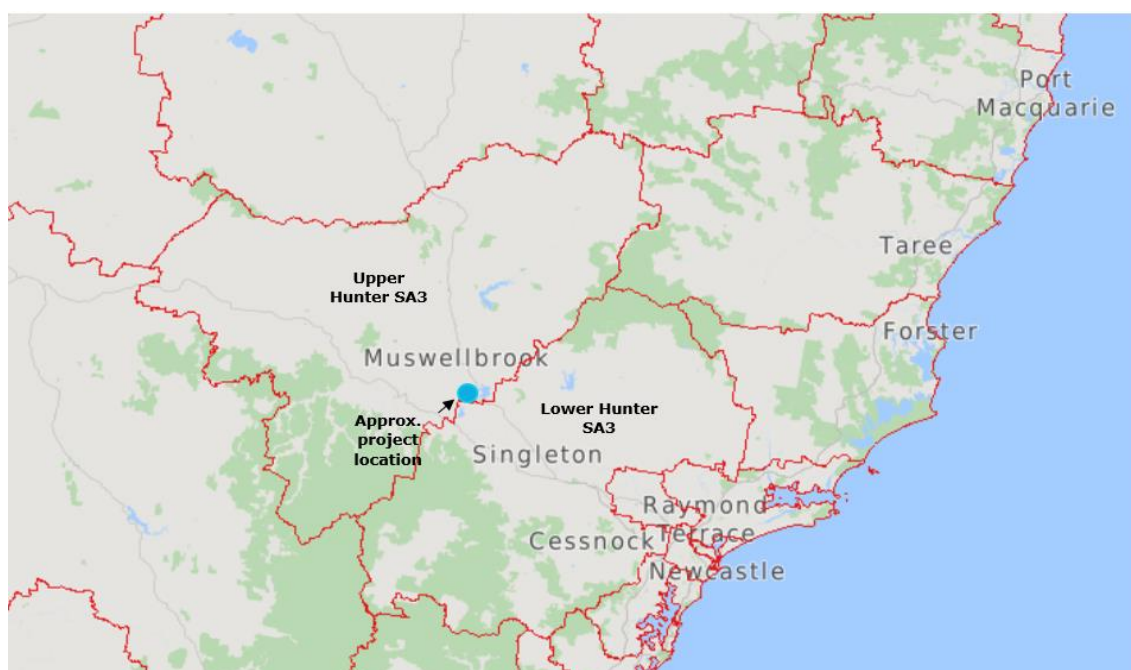 Port
Macquarie
Taree
Upper
Hunter SA3
Forster
Muswellbrook
Approx.
project
location
Lower Hunter
SA3
Singleton
Raymond
Terrace
Cessnock
Newcastle